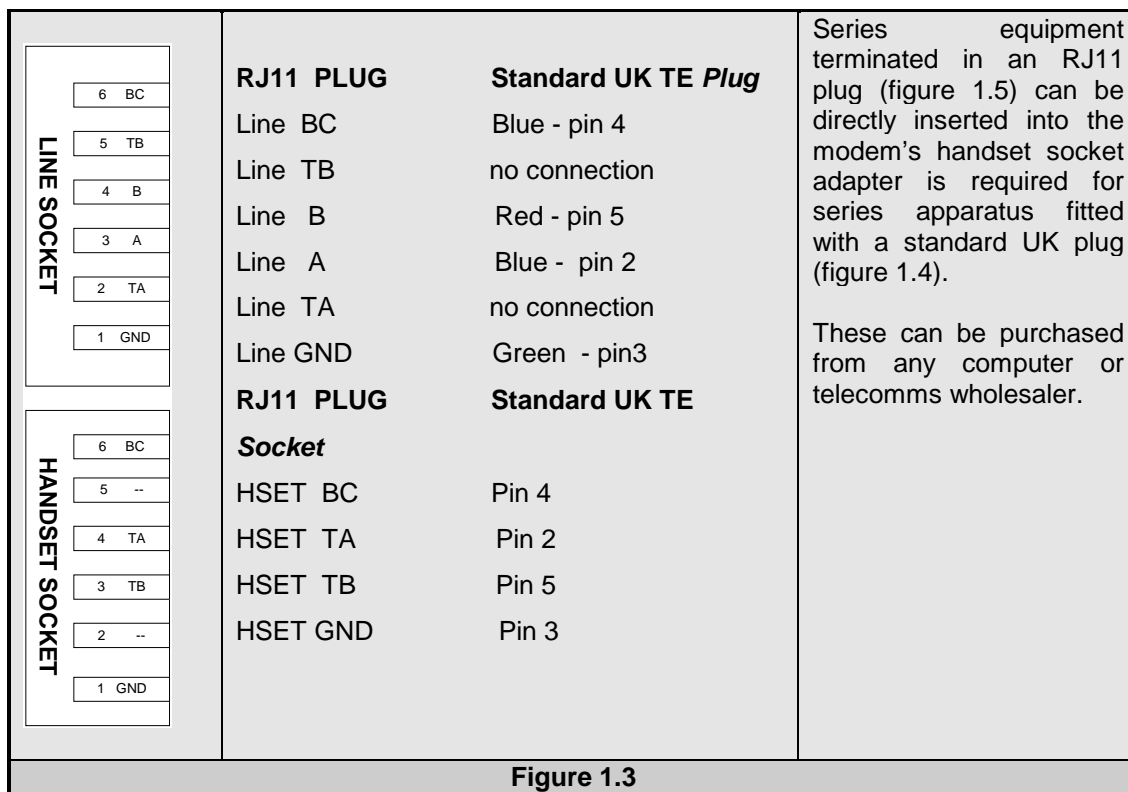 LINE SOCKET
6 BC
5 TB
4 B
3 A
2 TA
1 GND
HANDSET SOCKET
6 BC
5 --
4 TA
3 TB
2 --
1 GND
RJ11 PLUG Standard UK TE Plug
Line BC Blue - pin 4
Line TB no connection
Line B Red - pin 5
Line A Blue - pin 2
Line TA no connection
Line GND Green - pin3
RJ11 PLUG Standard UK TE
Socket
HSET BC Pin 4
HSET TA Pin 2
HSET TB Pin 5
HSET GND Pin 3
Series equipment
terminated in an RJ11
plug (figure 1.5) can be
directly inserted into the
modem's handset socket
adapter is required for
series apparatus fitted
with a standard UK plug
(figure 1.4).
These can be purchased
from any computer or
telecomms wholesaler.
Figure 1.3